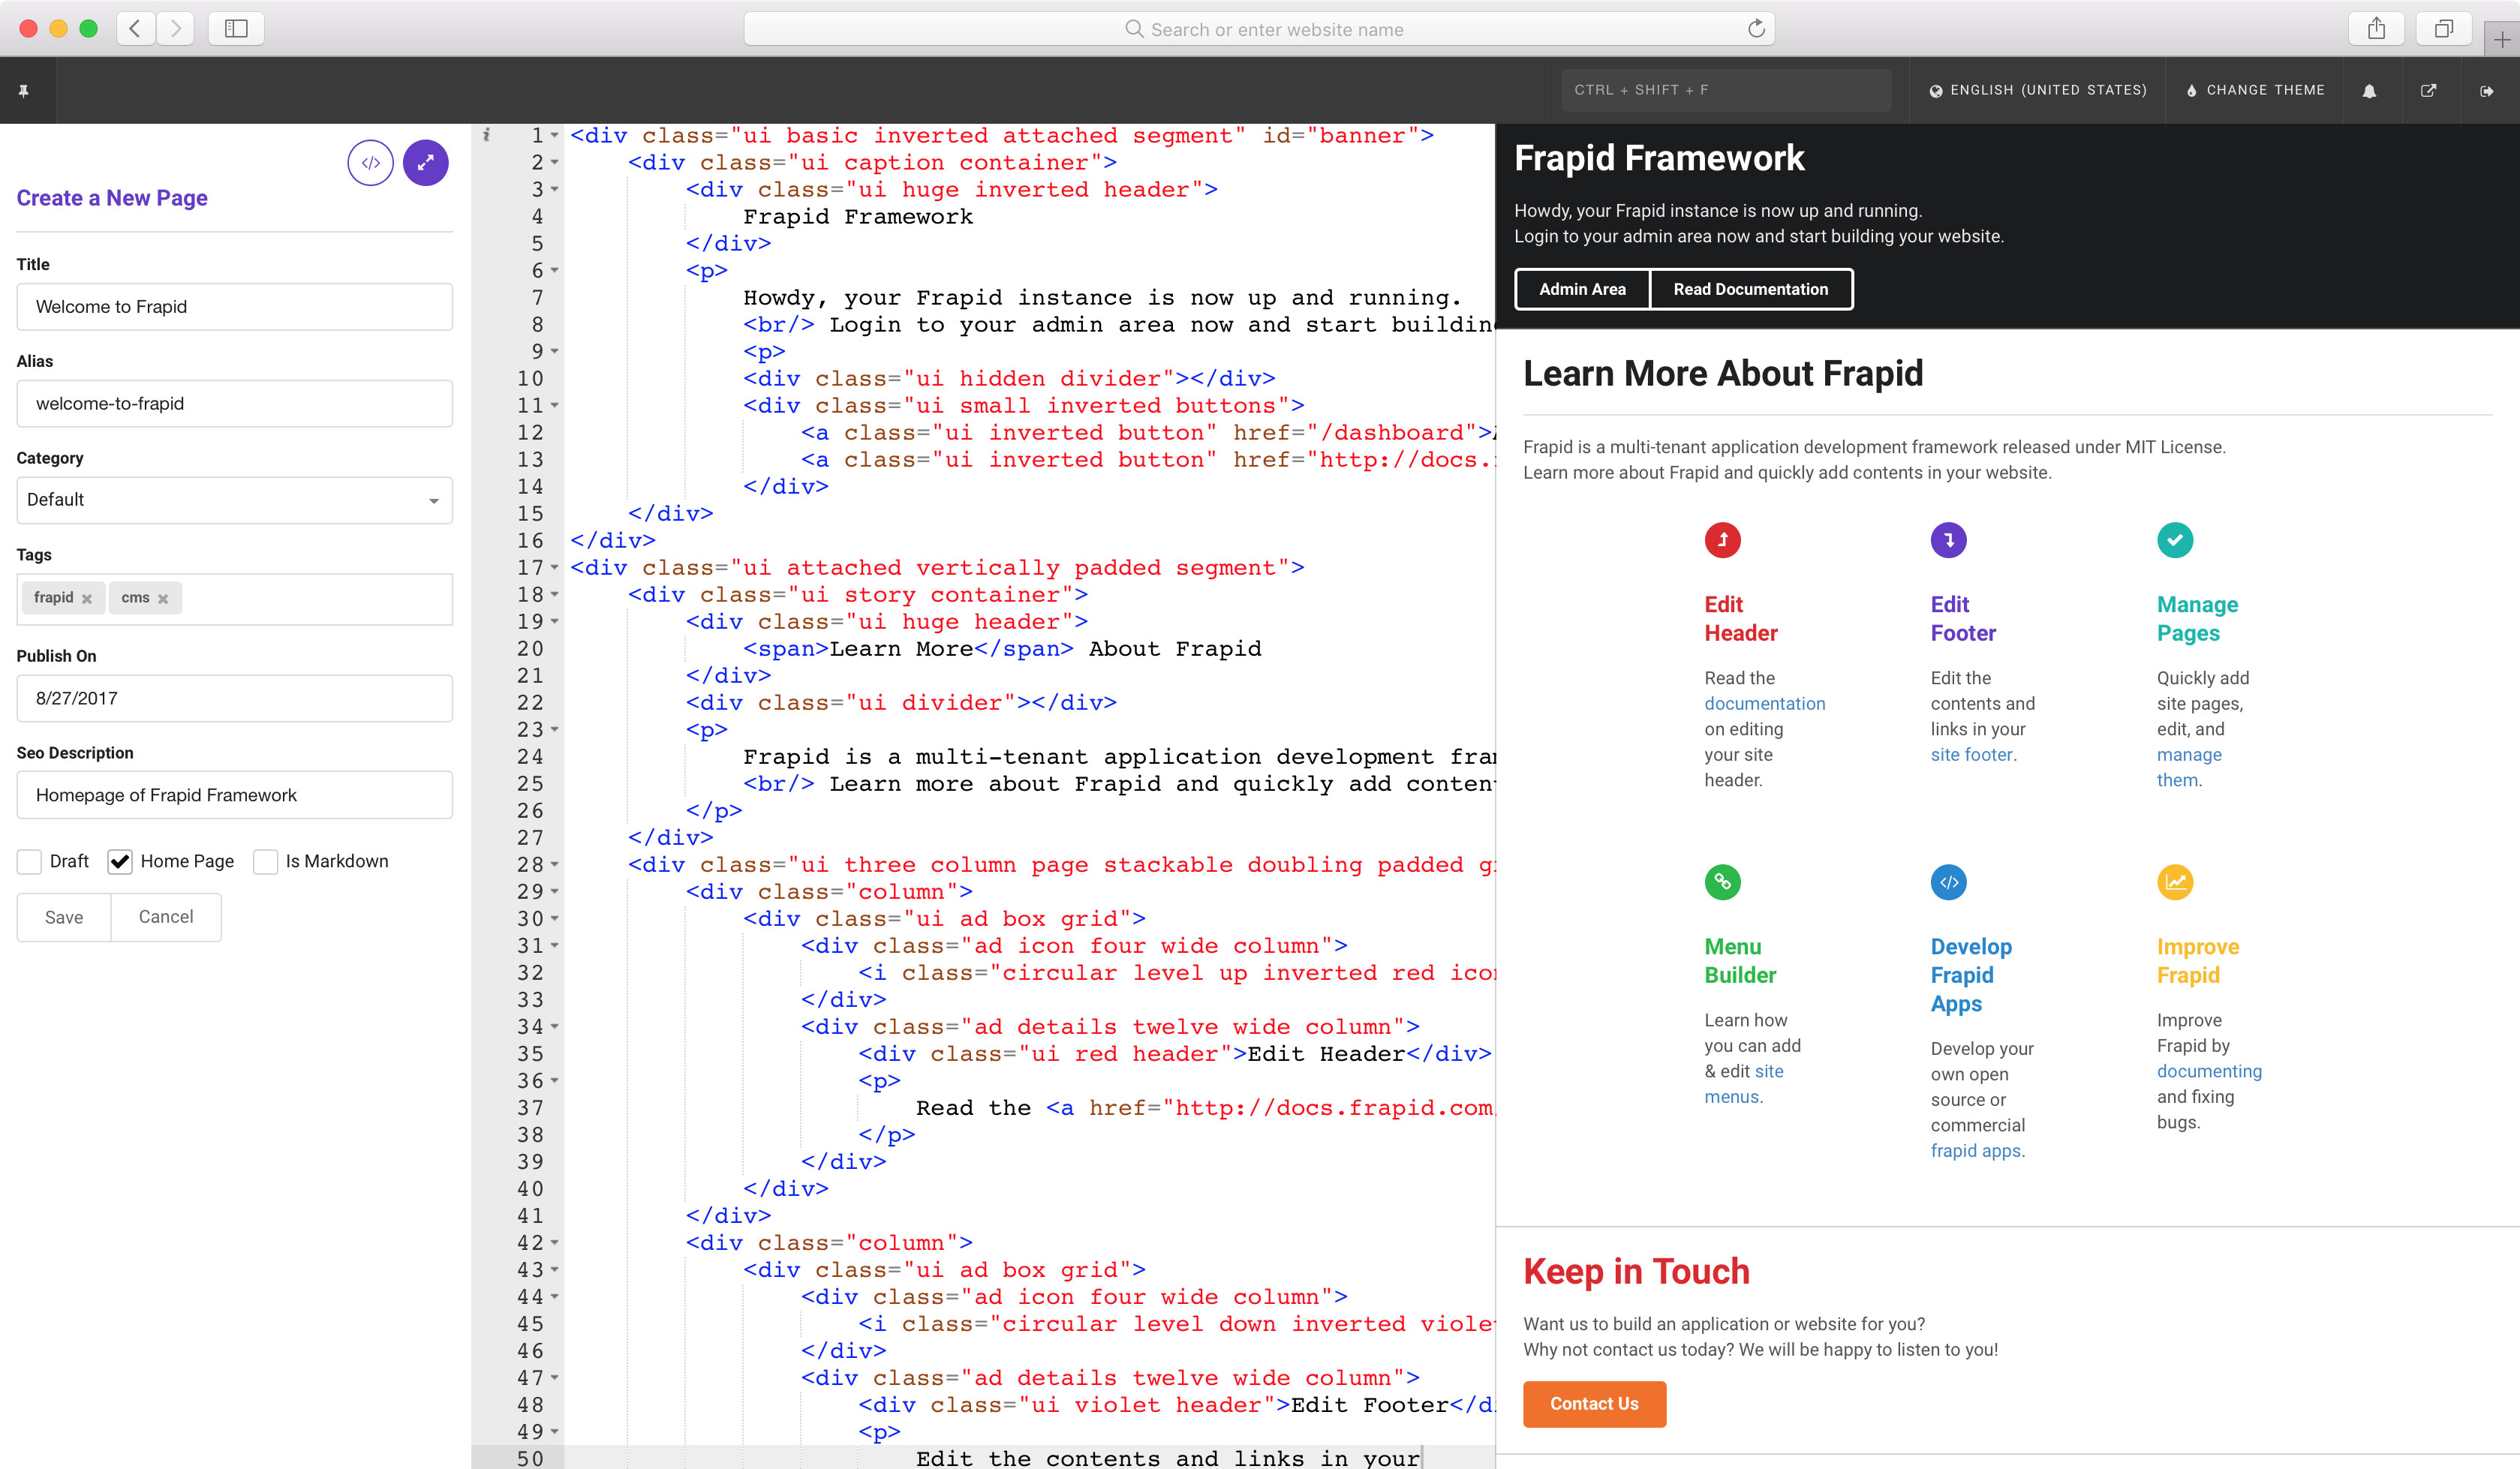 Search or enter website name
CTRL + SHIFT + F
ENGLISH (UNITED STATES)
CHANGE THEME
Create a New Page
Title
Welcome to Frapid
Alias
welcome-to-frapid
Category
Default
Tags
frapid
cms
Publish On
8/27/2017
Seo Description
Homepage of Frapid Framework
Draft
Home Page
Is Markdown
Save
Cancel
1 <div class="ui basic inverted attached segment" id="banner">
2 <div class="ui caption container">
3 <div class="ui huge inverted header">
4 Frapid Framework
5 </div>
6 <p>
7 Howdy, your Frapid instance is now up and running.
8 <br/> Login to your admin area now and start buildin
9 <p>
10 <div class="ui hidden divider"></div>
11 <div class="ui small inverted buttons">
12 <a class="ui inverted button" href="/dashboard">
13 <a class="ui inverted button" href="http://docs.
14 </div>
15 </div>
16 </div>
17 <div class="ui attached vertically padded segment">
18 <div class="ui story container">
19 <div class="ui huge header">
20 <span>Learn More</span> About Frapid
21 </div>
22 <div class="ui divider"></div>
23 <p>
24 Frapid is a multi-tenant application development fra
25 <br/> Learn more about Frapid and quickly add conten
26 </p>
27 </div>
28 <div class="ui three column page stackable doubling padded g
29 <div class="column">
30 <div class="ui ad box grid">
31 <div class="ad icon four wide column">
32 <i class="circular level up inverted red ico
33 </div>
34 <div class="ad details twelve wide column">
35 <div class="ui red header">Edit Header</div>
36 <p>
37 Read the <a href="http://docs.frapid.com
38 </p>
39 </div>
40 </div>
41 </div>
42 <div class="column">
43 <div class="ui ad box grid">
44 <div class="ad icon four wide column">
45 <i class="circular level down inverted viole
46 </div>
47 <div class="ad details twelve wide column">
48 <div class="ui violet header">Edit Footer</d
49 <p>
50 Edit the contents and links in your
Frapid Framework
Howdy, your Frapid instance is now up and running.
Login to your admin area now and start building your website.
Admin Area
Read Documentation
Learn More About Frapid
Frapid is a multi-tenant application development framework released under MIT License.
Learn more about Frapid and quickly add contents in your website.
Edit
Header
Read the
documentation
on editing
your site
header.
Edit
Footer
Edit the
contents and
links in your
site footer.
Manage
Pages
Quickly add
site pages,
edit, and
manage
them.
Menu
Builder
Learn how
you can add
& edit site
menus.
Develop
Frapid
Apps
Develop your
own open
source or
commercial
frapid apps.
Improve
Frapid
Improve
Frapid by
documenting
and fixing
bugs.
Keep in Touch
Want us to build an application or website for you?
Why not contact us today? We will be happy to listen to you!
Contact Us